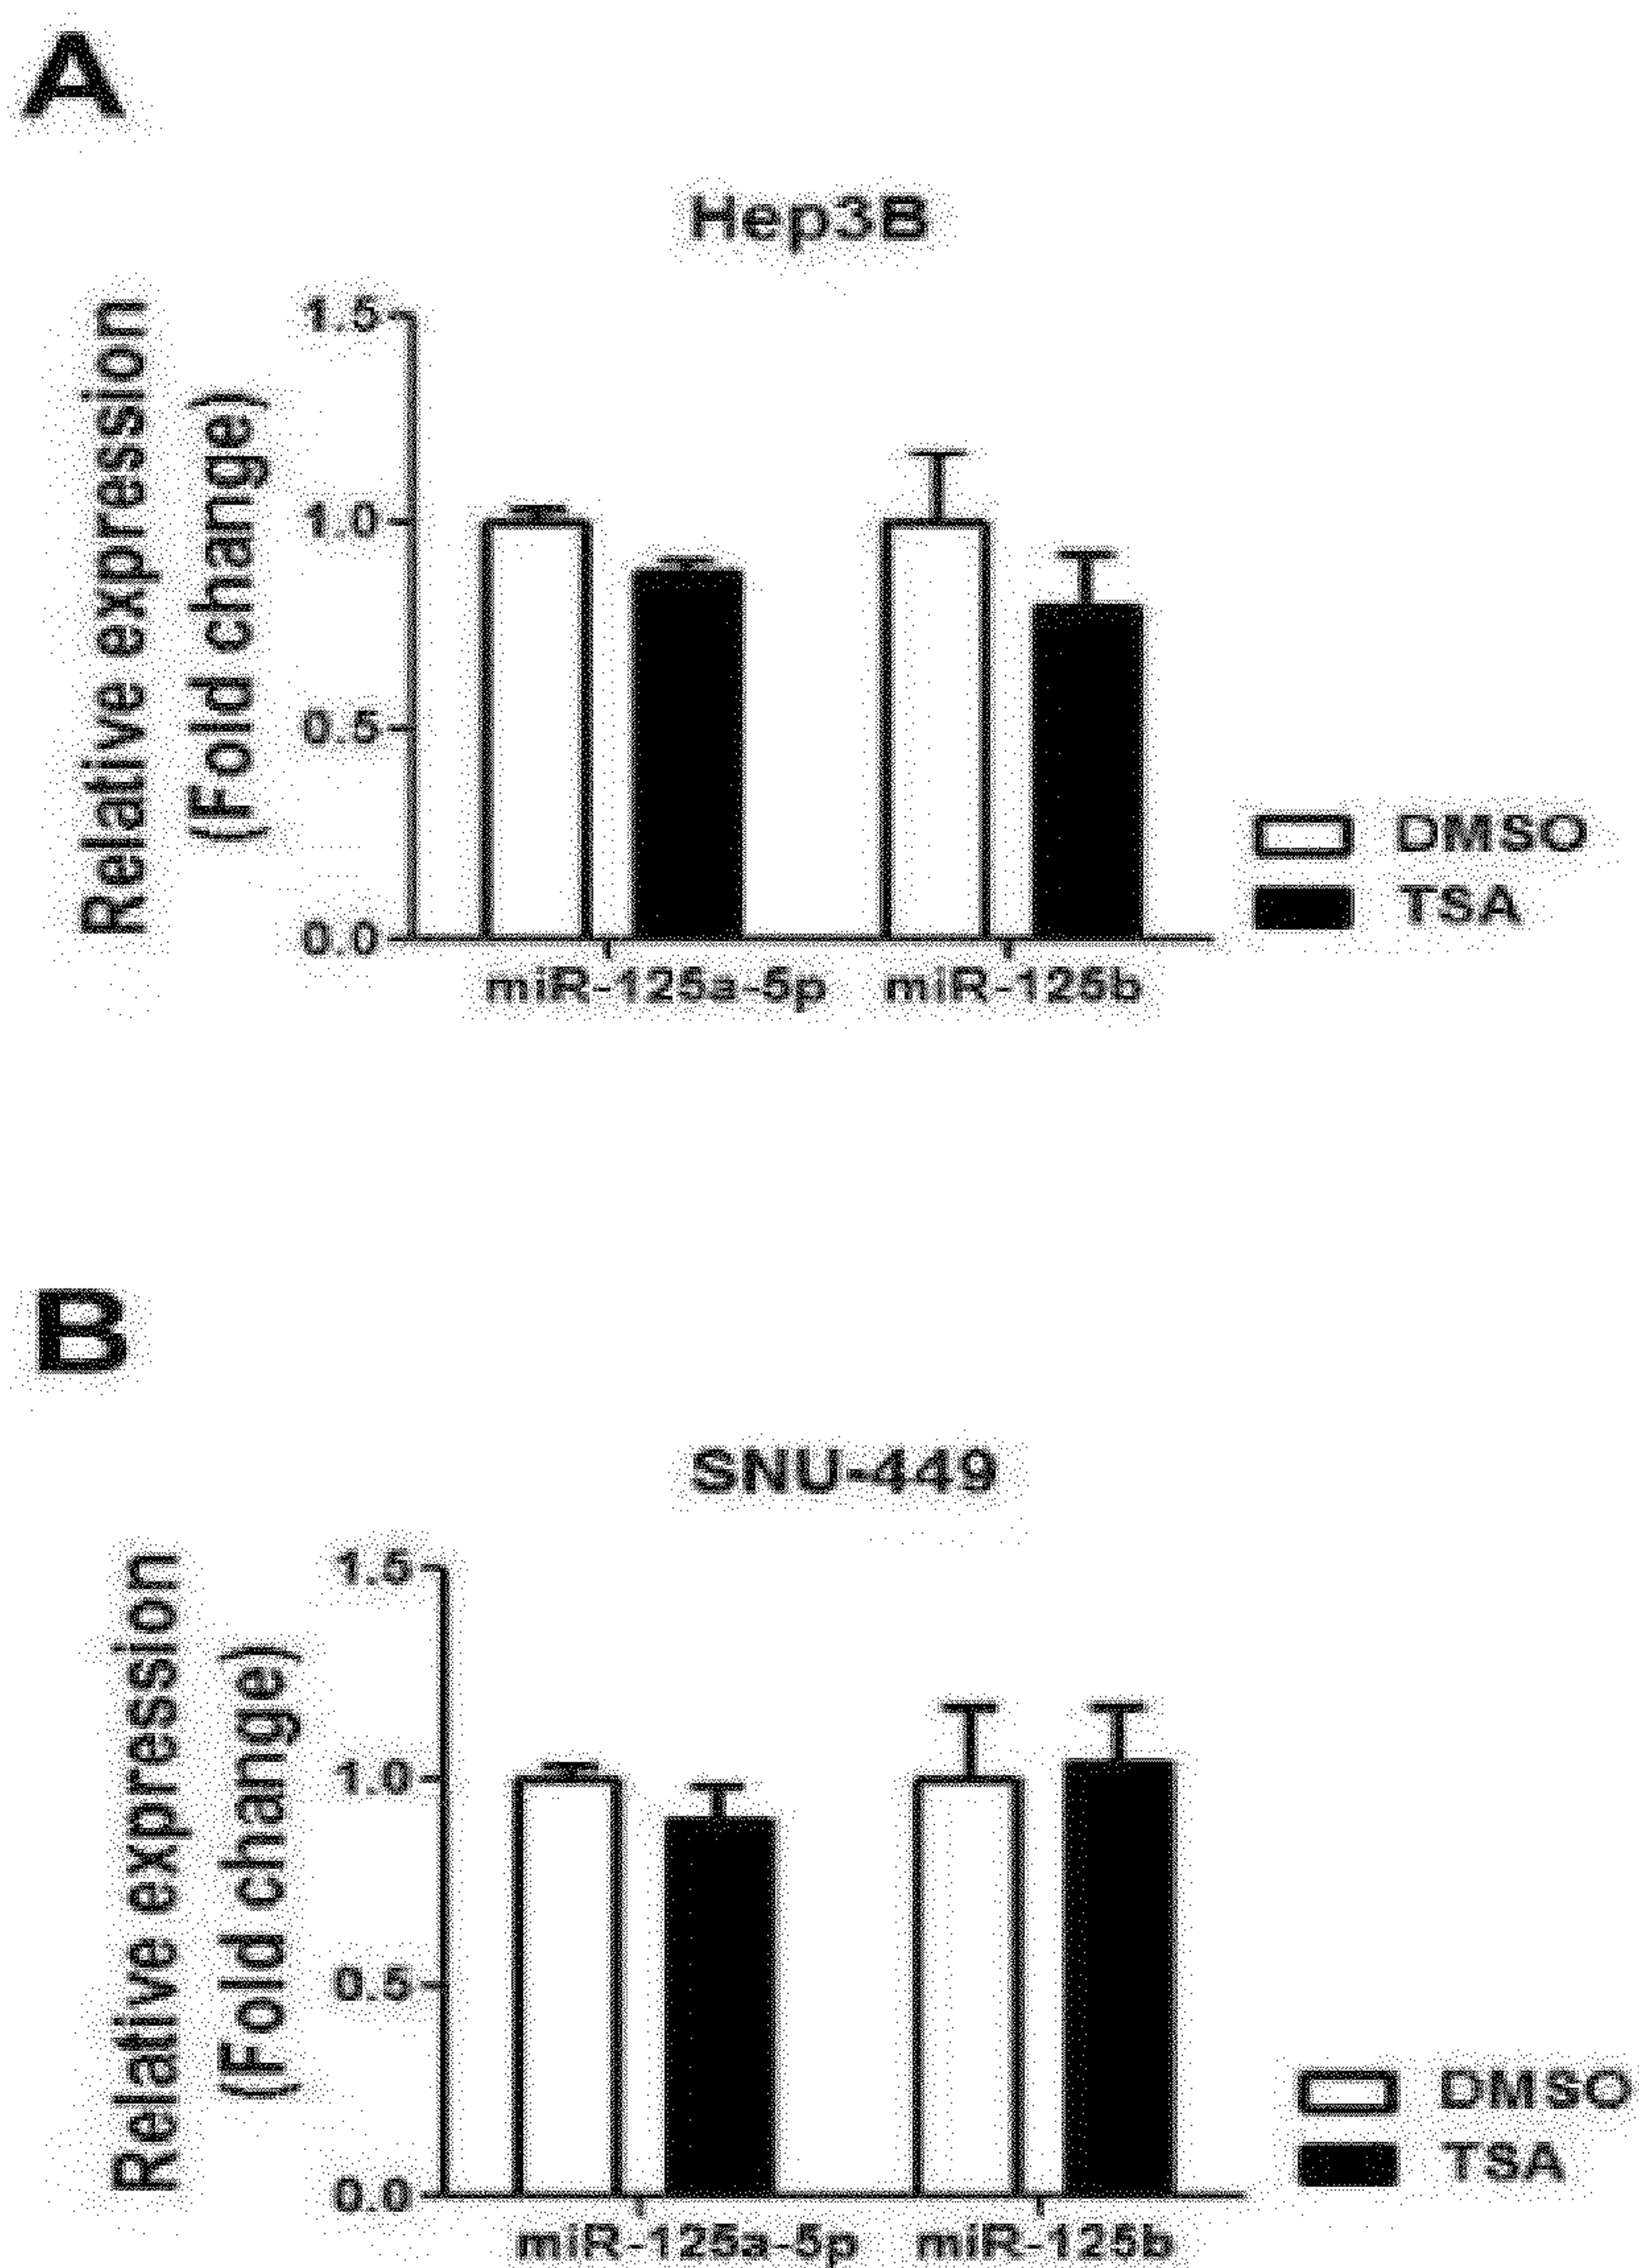 A
Hep3B
Relative expression
(Fold change)
1.5
1.0
0.5
0.0
miR-125a-5p miR-125b
DMSO
TSA
B
SNU-449
Relative expression
(Fold change)
1.5
1.0
0.5
0.0
miR-125a-5p miR-125b
DMSO
TSA